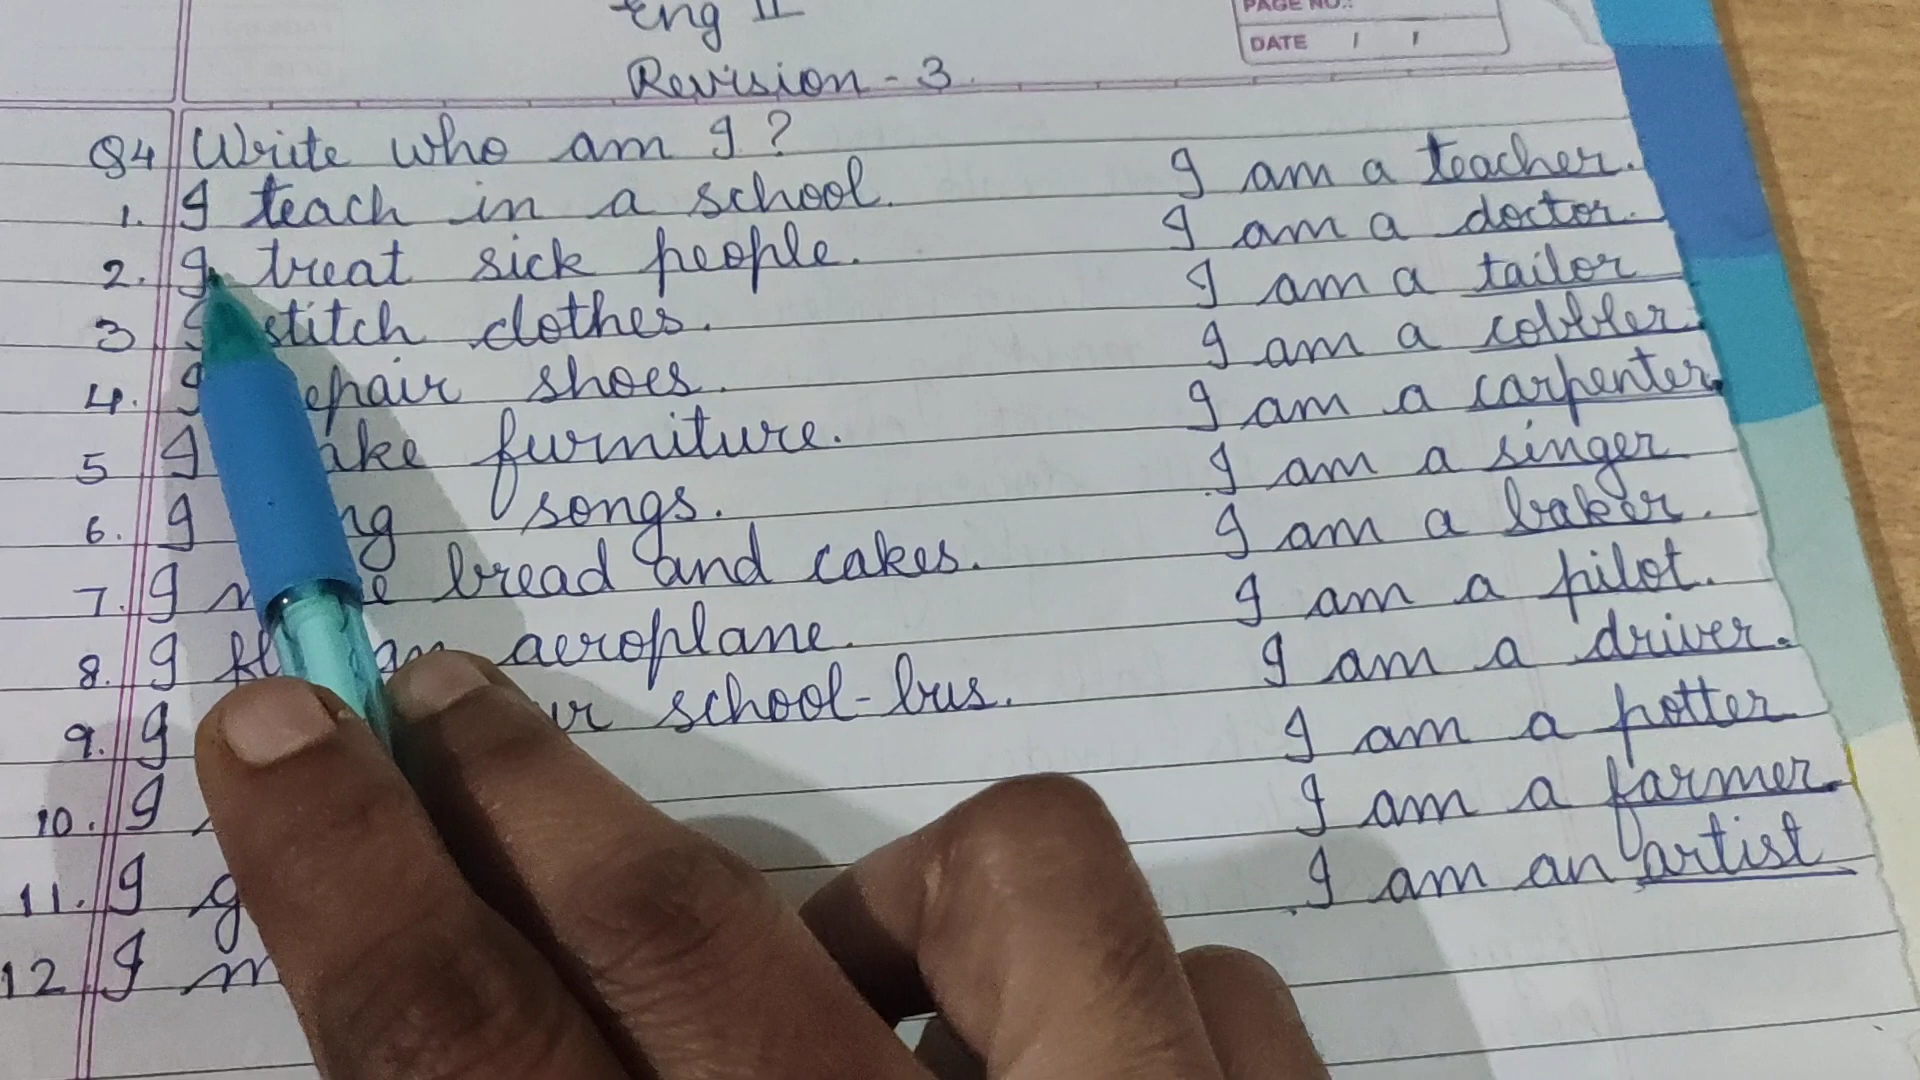 Eng II
PAGE NO.:
DATE / /
Revision - 3.
Q4 Write who am I ?
1. I teach in a school. I am a teacher.
2. I treat sick people. I am a doctor.
3 I stitch clothes. I am a tailor
4. I repair shoes. I am a cobbler.
5 I make furniture. I am a carpenter.
6. I songs. I am a singer
7. I bread and cakes. I am a baker.
8. I an aeroplane. I am a pilot.
9. I school-bus. I am a driver.
10. I I am a potter
11. I I am a farmer.
12 I I am an artist